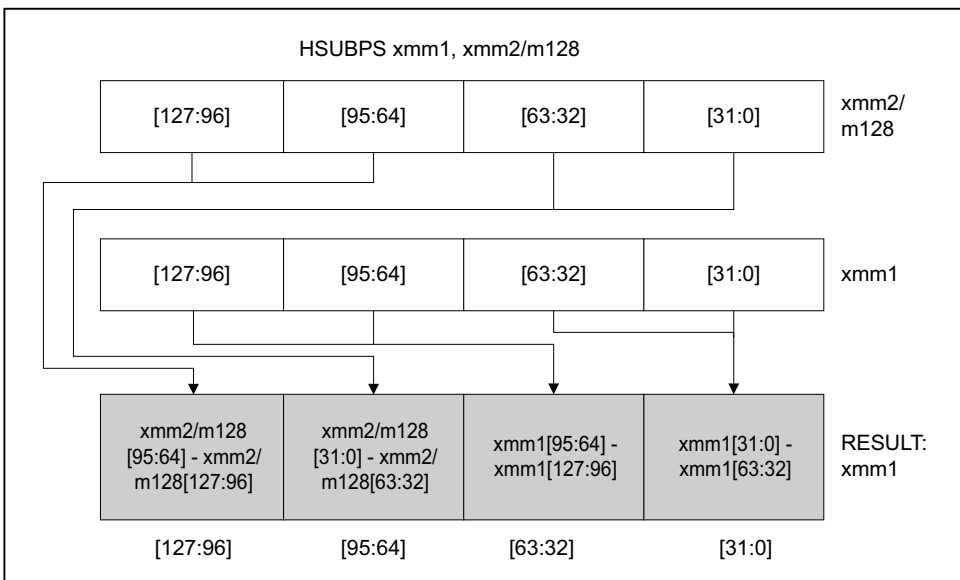 HSUBPS xmm1, xmm2/m128
[127:96] [95:64] [63:32] [31:0] xmm2/
m128
[127:96] [95:64] [63:32] [31:0] xmm1
xmm2/m128
[95:64] - xmm2/
m128[127:96]
xmm2/m128
[31:0] - xmm2/
m128[63:32]
xmm1[95:64] -
xmm1[127:96]
xmm1[31:0] -
xmm1[63:32]
RESULT:
xmm1
[127:96] [95:64] [63:32] [31:0]